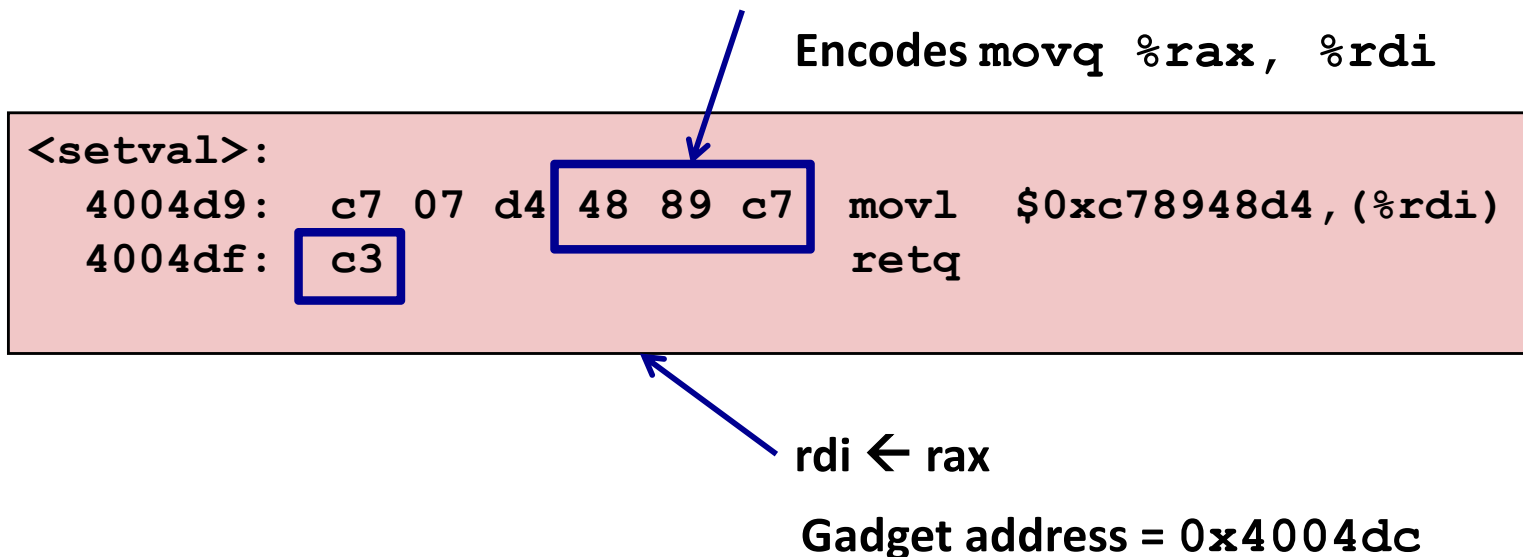 Encodes movq %rax, %rdi
<setval>:
4004d9: c7 07 d4 48 89 c7 movl $0xc78948d4,(%rdi)
4004df: c3 retq
rdi ← rax
Gadget address = 0x4004dc